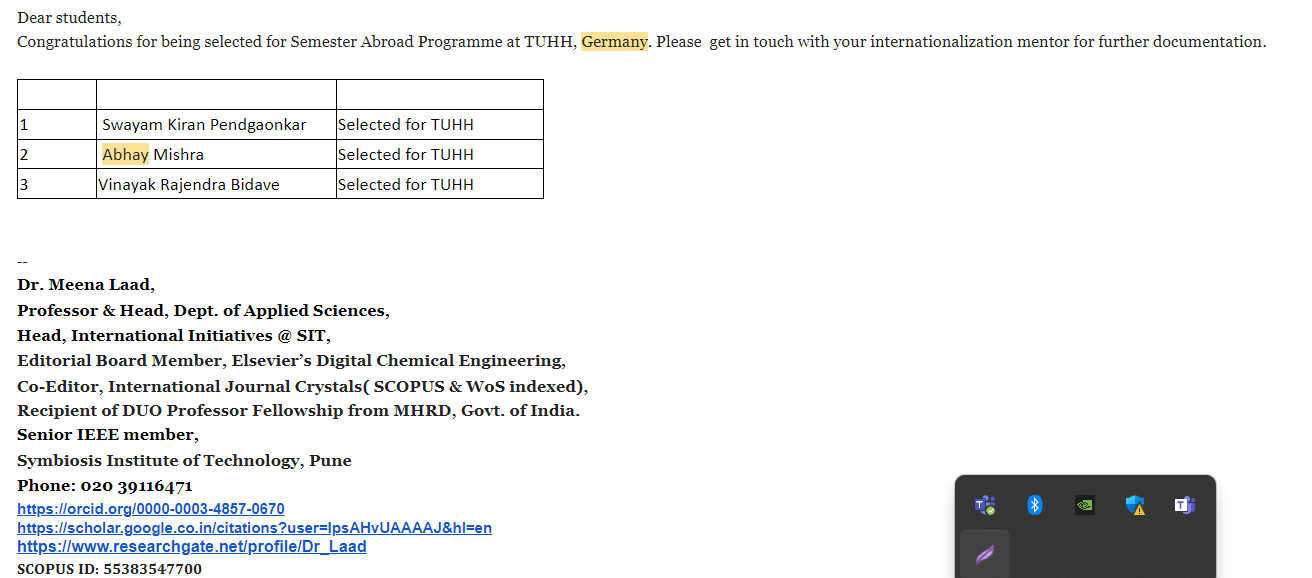 Dear students,
Congratulations for being selected for Semester Abroad Programme at TUHH, Germany. Please  get in touch with your internationalization mentor for further documentation.
1 Swayam Kiran Pendgaonkar Selected for TUHH
2 Abhay Mishra Selected for TUHH
3 Vinayak Rajendra Bidave Selected for TUHH
--
Dr. Meena Laad,
Professor & Head, Dept. of Applied Sciences,
Head, International Initiatives @ SIT,
Editorial Board Member, Elsevier’s Digital Chemical Engineering,
Co-Editor, International Journal Crystals( SCOPUS & WoS indexed),
Recipient of DUO Professor Fellowship from MHRD, Govt. of India.
Senior IEEE member,
Symbiosis Institute of Technology, Pune
Phone: 020 39116471
https://orcid.org/0000-0003-4857-0670
https://scholar.google.co.in/citations?user=IpsAHvUAAAAJ&hl=en
https://www.researchgate.net/profile/Dr_Laad
SCOPUS ID: 55383547700